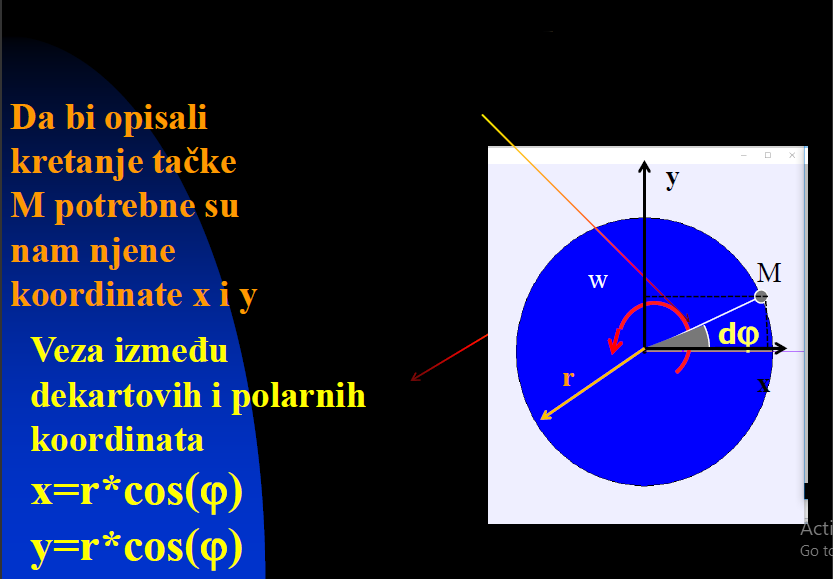 Da bi opisali
kretanje tačke
M potrebne su
nam njene
koordinate x i y
Veza između
dekartovih i polarnih
koordinata
x=r*cos(φ)
y=r*cos(φ)
y
w
M
dφ
r
x
Acti
Go to